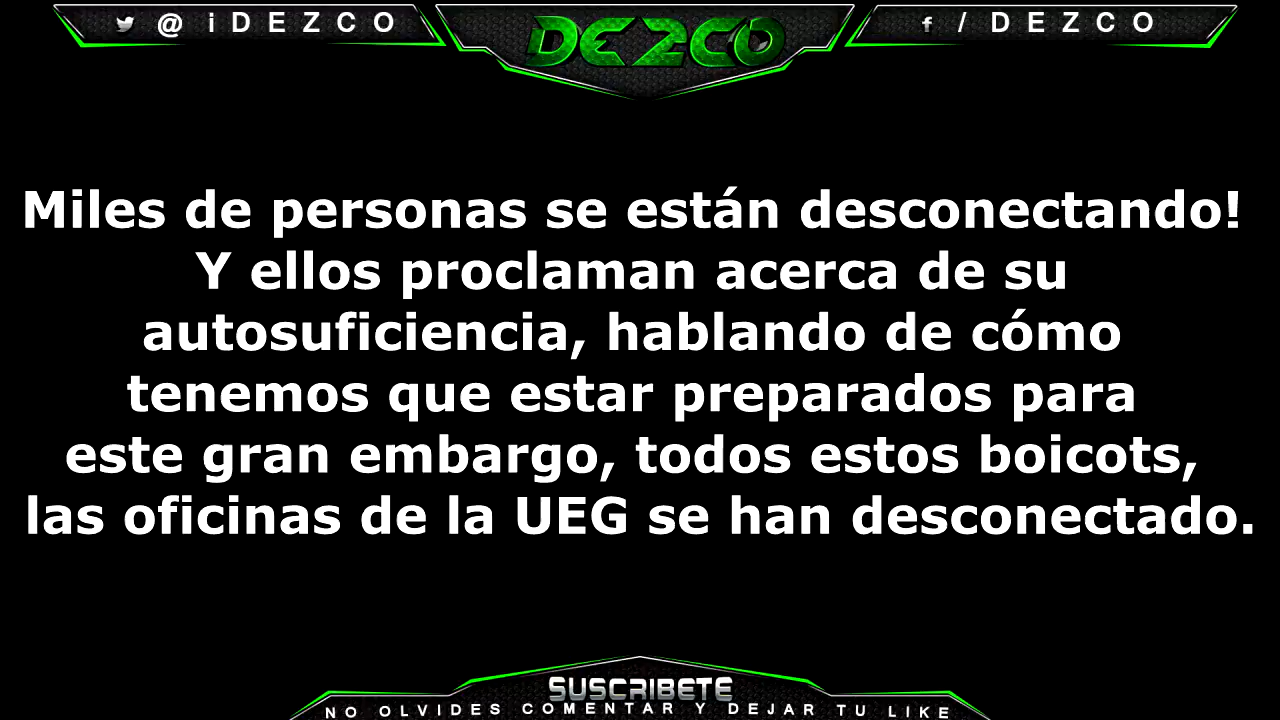 @iDEZCO
DEZCO
f / DEZCO
Miles de personas se están desconectando!
Y ellos proclaman acerca de su
autosuficiencia, hablando de cómo
tenemos que estar preparados para
este gran embargo, todos estos boicots,
las oficinas de la UEG se han desconectado.
SUSCRIBETE
NO OLVIDES COMENTAR Y DEJAR TU LIKE